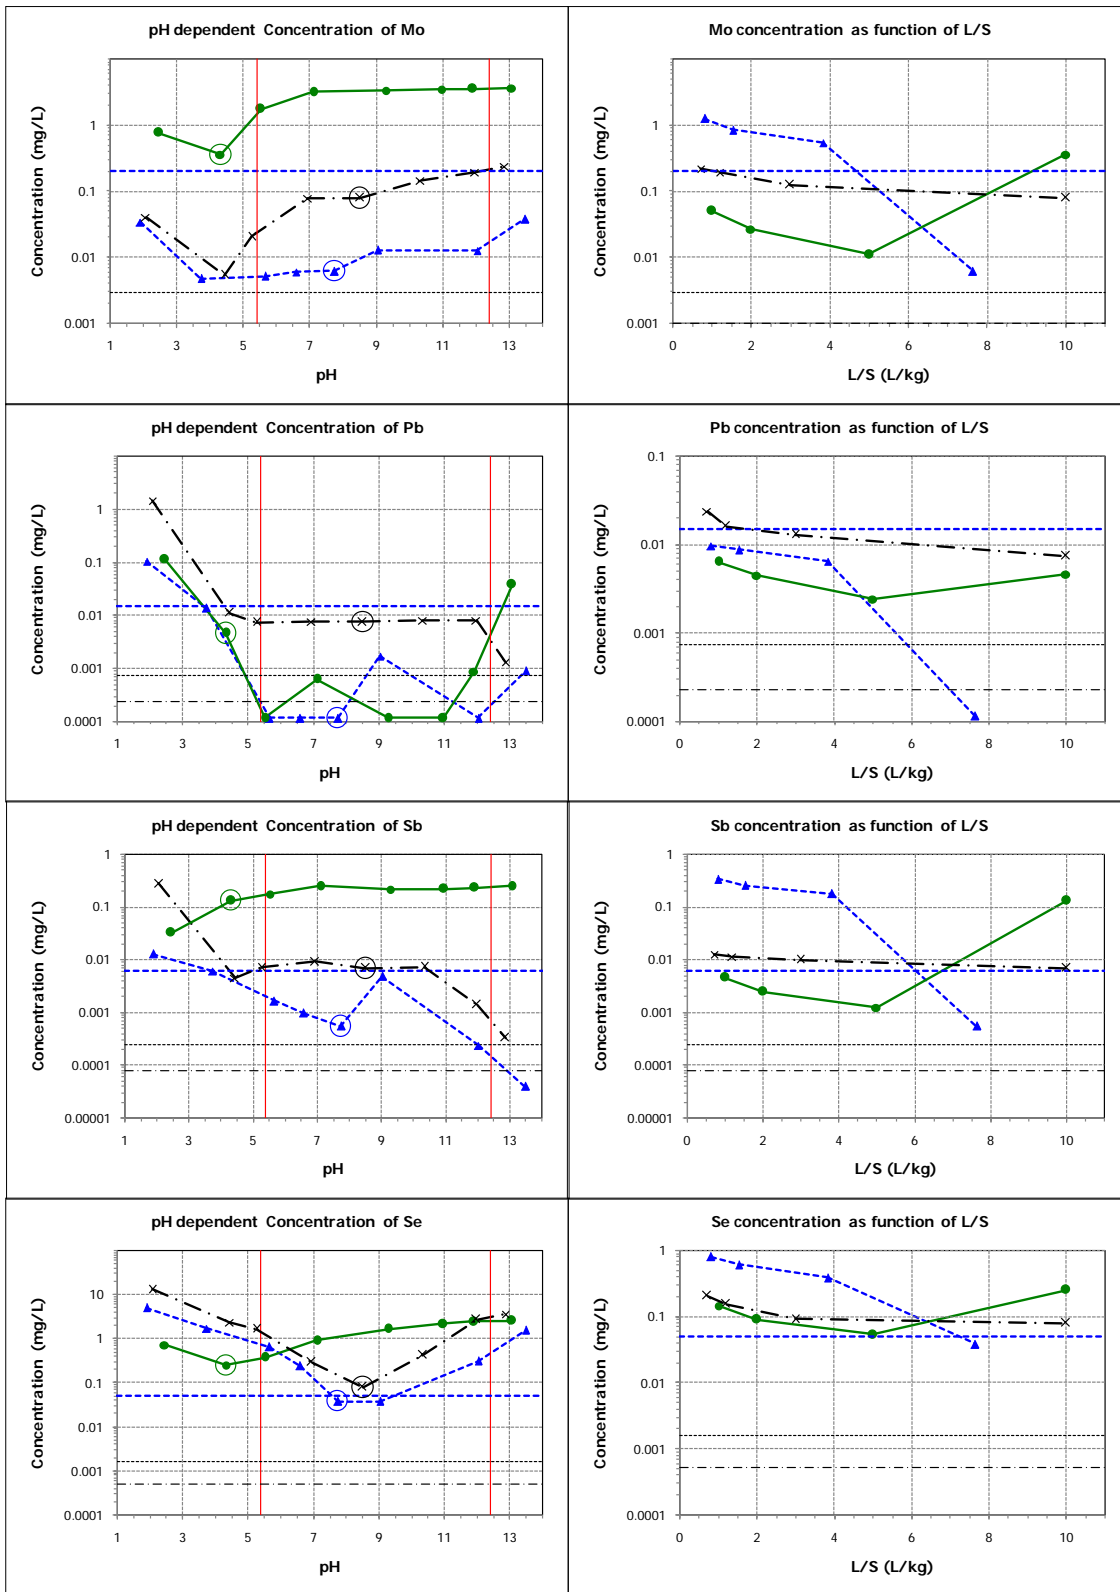 pH dependent Concentration of Mo
Concentration (mg/L)
1
0.1
0.01
0.001
1 3 5 7 9 11 13
pH
Mo concentration as function of L/S
Concentration (mg/L)
1
0.1
0.01
0.001
0 2 4 6 8 10
L/S (L/kg)
pH dependent Concentration of Pb
Concentration (mg/L)
1
0.1
0.01
0.001
0.0001
1 3 5 7 9 11 13
pH
Pb concentration as function of L/S
Concentration (mg/L)
0.1
0.01
0.001
0.0001
0 2 4 6 8 10
L/S (L/kg)
pH dependent Concentration of Sb
Concentration (mg/L)
1
0.1
0.01
0.001
0.0001
0.00001
1 3 5 7 9 11 13
pH
Sb concentration as function of L/S
Concentration (mg/L)
1
0.1
0.01
0.001
0.0001
0.00001
0 2 4 6 8 10
L/S (L/kg)
pH dependent Concentration of Se
Concentration (mg/L)
10
1
0.1
0.01
0.001
0.0001
1 3 5 7 9 11 13
pH
Se concentration as function of L/S
Concentration (mg/L)
1
0.1
0.01
0.001
0.0001
0 2 4 6 8 10
L/S (L/kg)